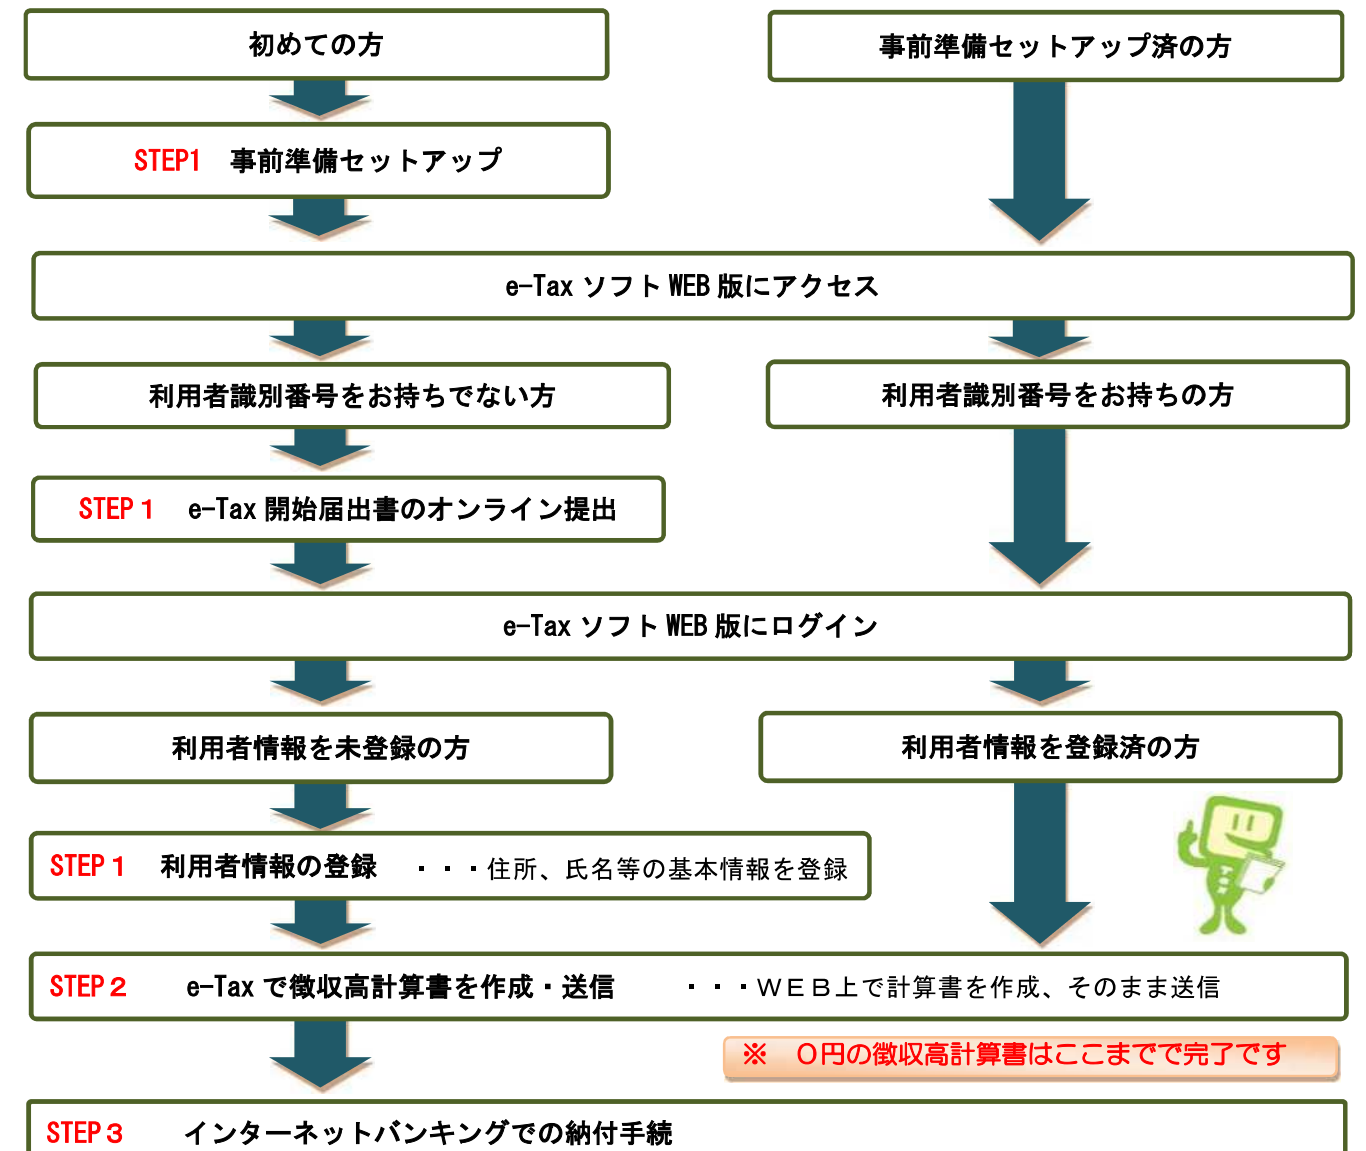 初めての方
事前準備セットアップ済の方
STEP1 事前準備セットアップ
e-Tax ソフト WEB 版にアクセス
利用者識別番号をお持ちでない方
利用者識別番号をお持ちの方
STEP１ e-Tax 開始届出書のオンライン提出
e-Tax ソフト WEB 版にログイン
利用者情報を未登録の方
利用者情報を登録済の方
STEP１ 利用者情報の登録 ・・・住所、氏名等の基本情報を登録
STEP２ e-Tax で徴収高計算書を作成・送信 ・・・ＷＥＢ上で計算書を作成、そのまま送信
※ ０円の徴収高計算書はここまでで完了です
STEP３ インターネットバンキングでの納付手続